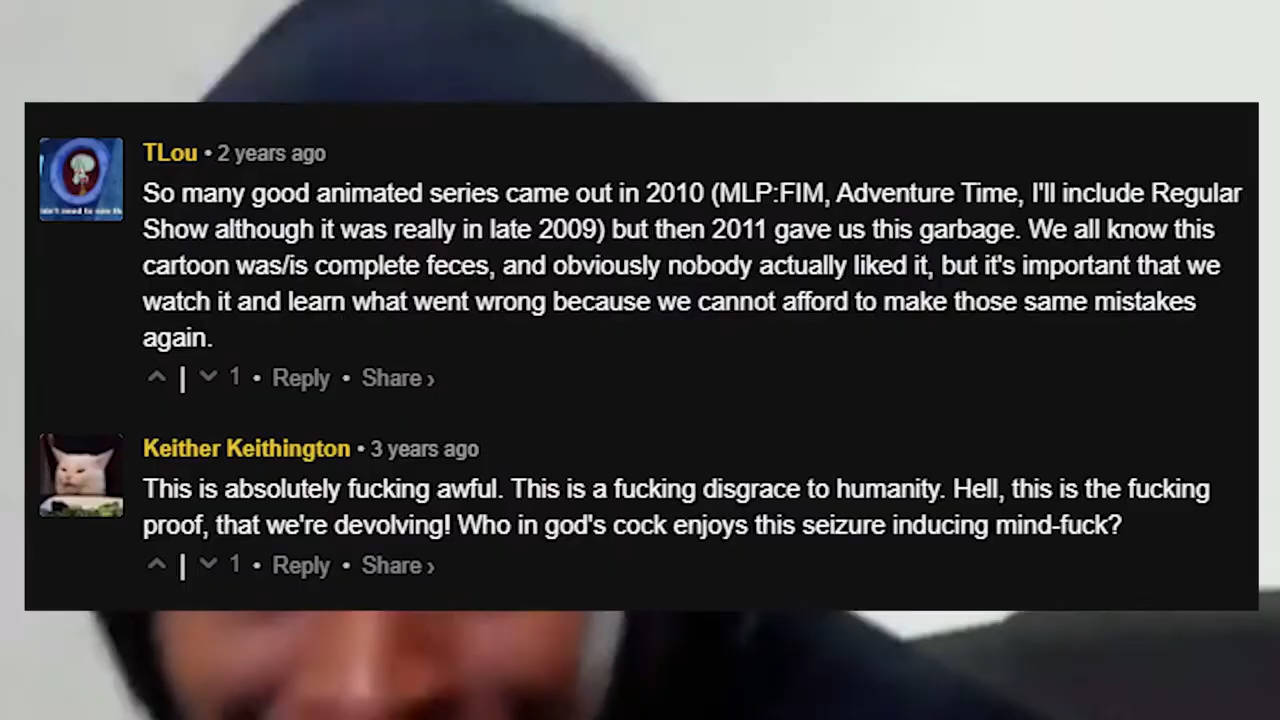 TLou • 2 years ago
So many good animated series came out in 2010 (MLP:FIM, Adventure Time, I'll include Regular
Show although it was really in late 2009) but then 2011 gave us this garbage. We all know this
cartoon was/is complete feces, and obviously nobody actually liked it, but it's important that we
watch it and learn what went wrong because we cannot afford to make those same mistakes
again.
1 • Reply • Share ›
Keither Keithington • 3 years ago
This is absolutely fucking awful. This is a fucking disgrace to humanity. Hell, this is the fucking
proof, that we're devolving! Who in god's cock enjoys this seizure inducing mind-fuck?
1 • Reply • Share ›